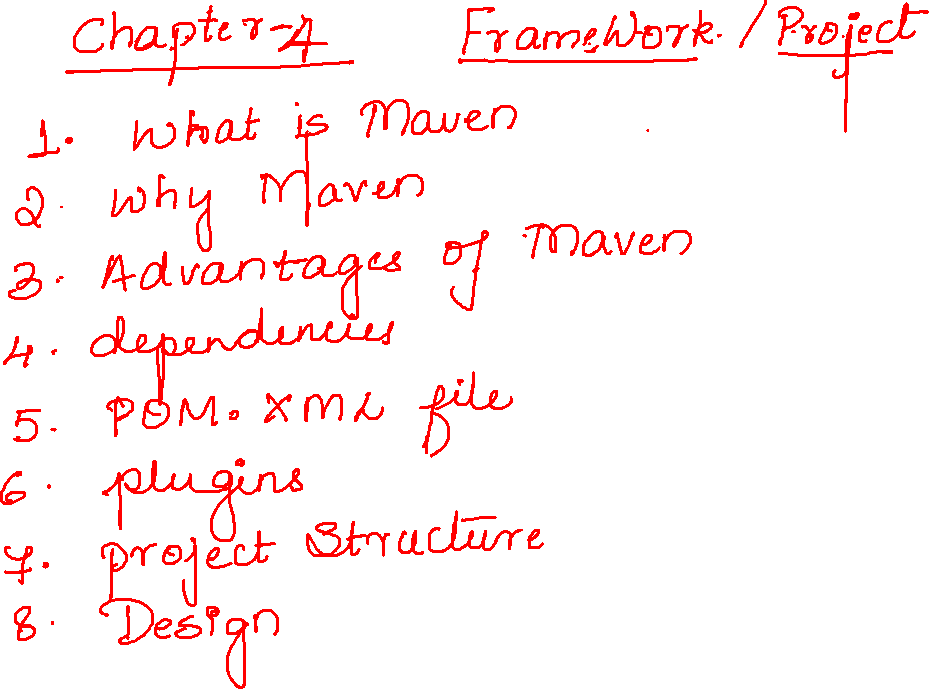 Chapter-4 FrameWork. / Project
1. What is Maven
2. Why Maven
3. Advantages of Maven
4. dependencies
5. POM.XML file
6. plugins
7. project Structure
8. Design